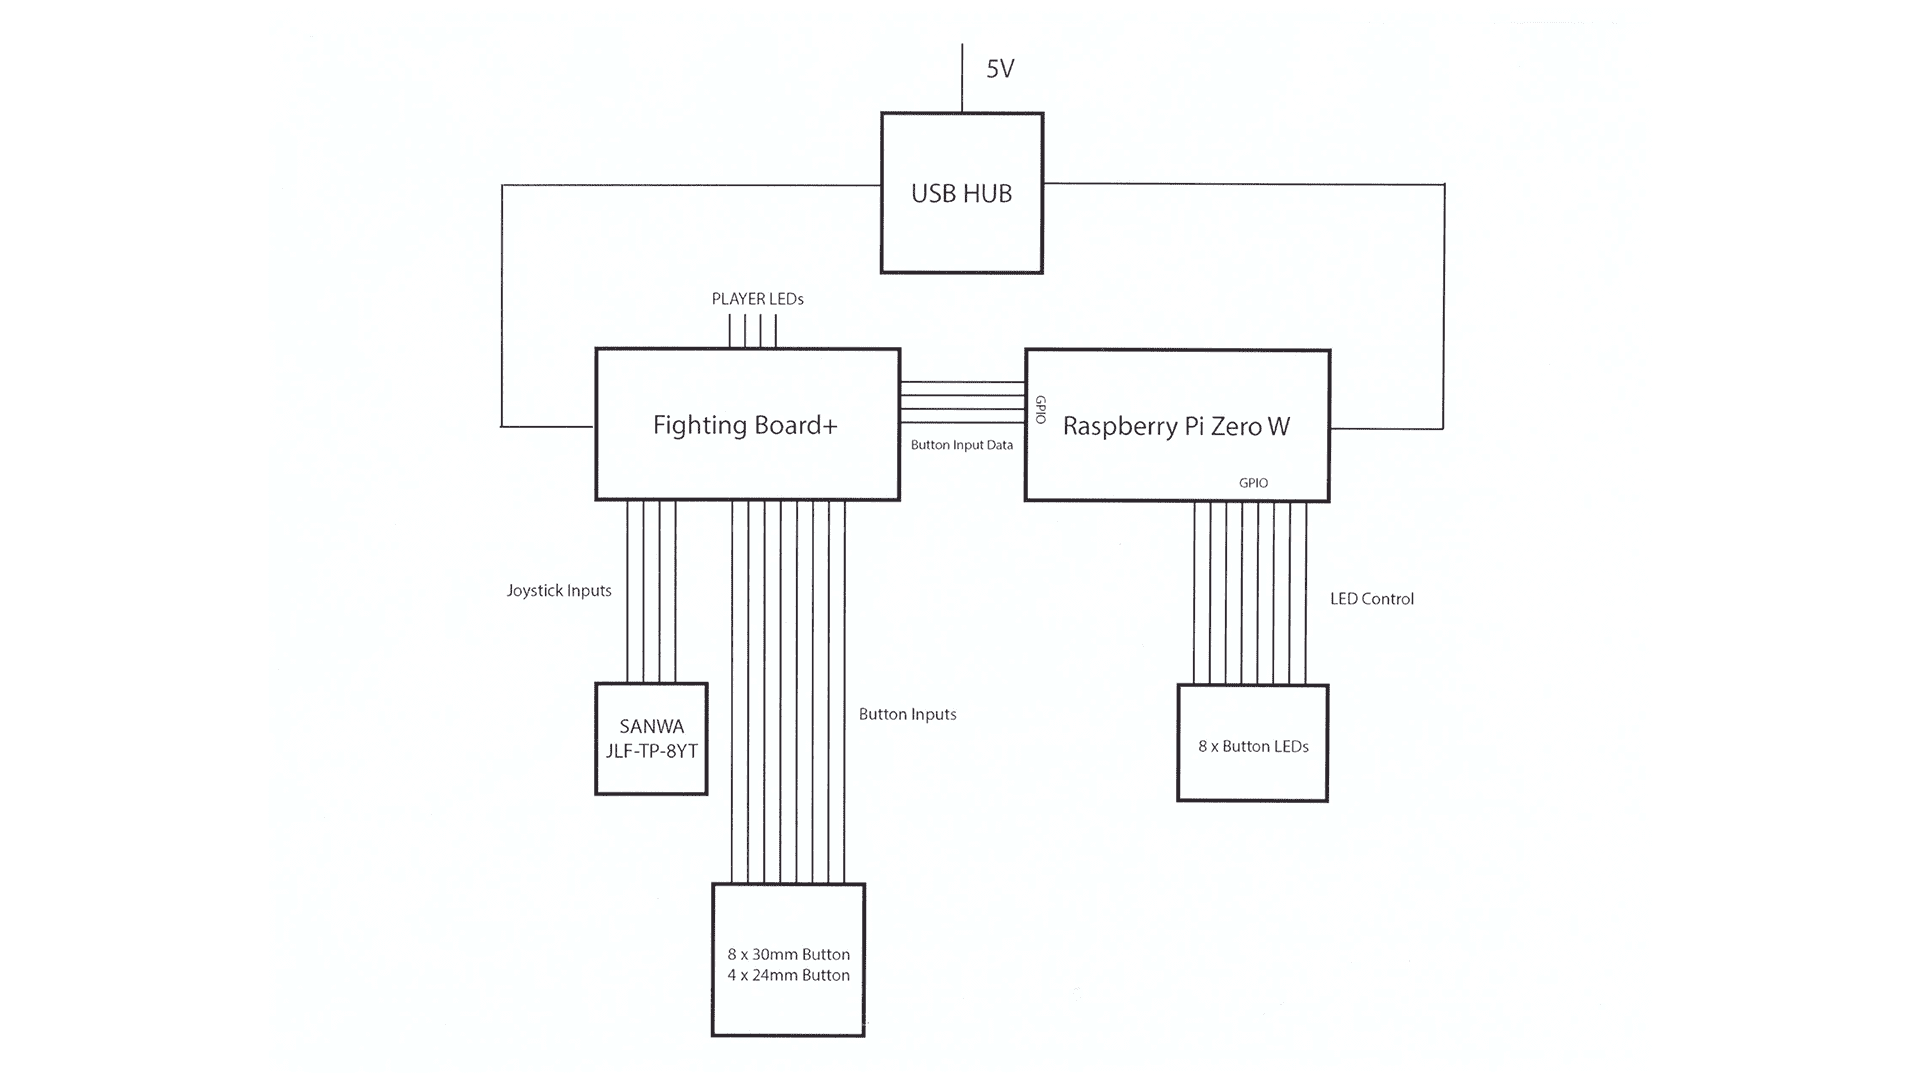 5V
USB HUB
PLAYER LEDs
Fighting Board+
Button Input Data
GPIO
Raspberry Pi Zero W
GPIO
Joystick Inputs
LED Control
SANWA
JLF-TP-8YT
Button Inputs
8 x Button LEDs
8 x 30mm Button
4 x 24mm Button